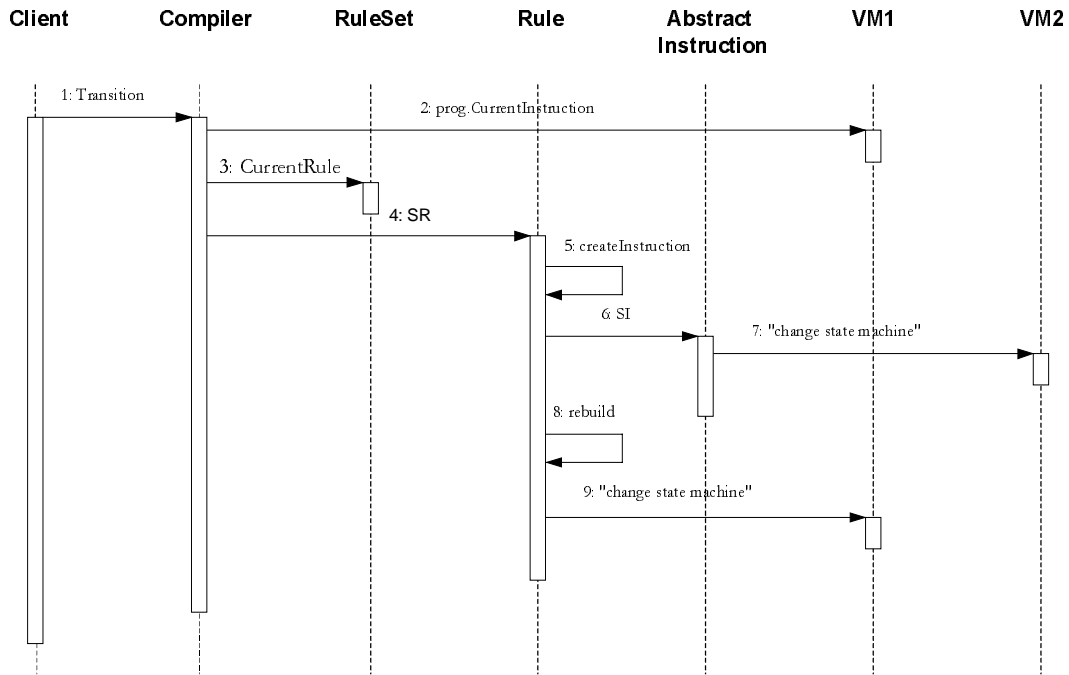 Client
Compiler
RuleSet
Rule
Abstract
Instruction
VM1
VM2
1: Transition
2: prog.CurrentInstruction
3: CurrentRule
4: SR
5: createInstruction
6: SI
7: "change state machine"
8: rebuild
9: "change state machine"